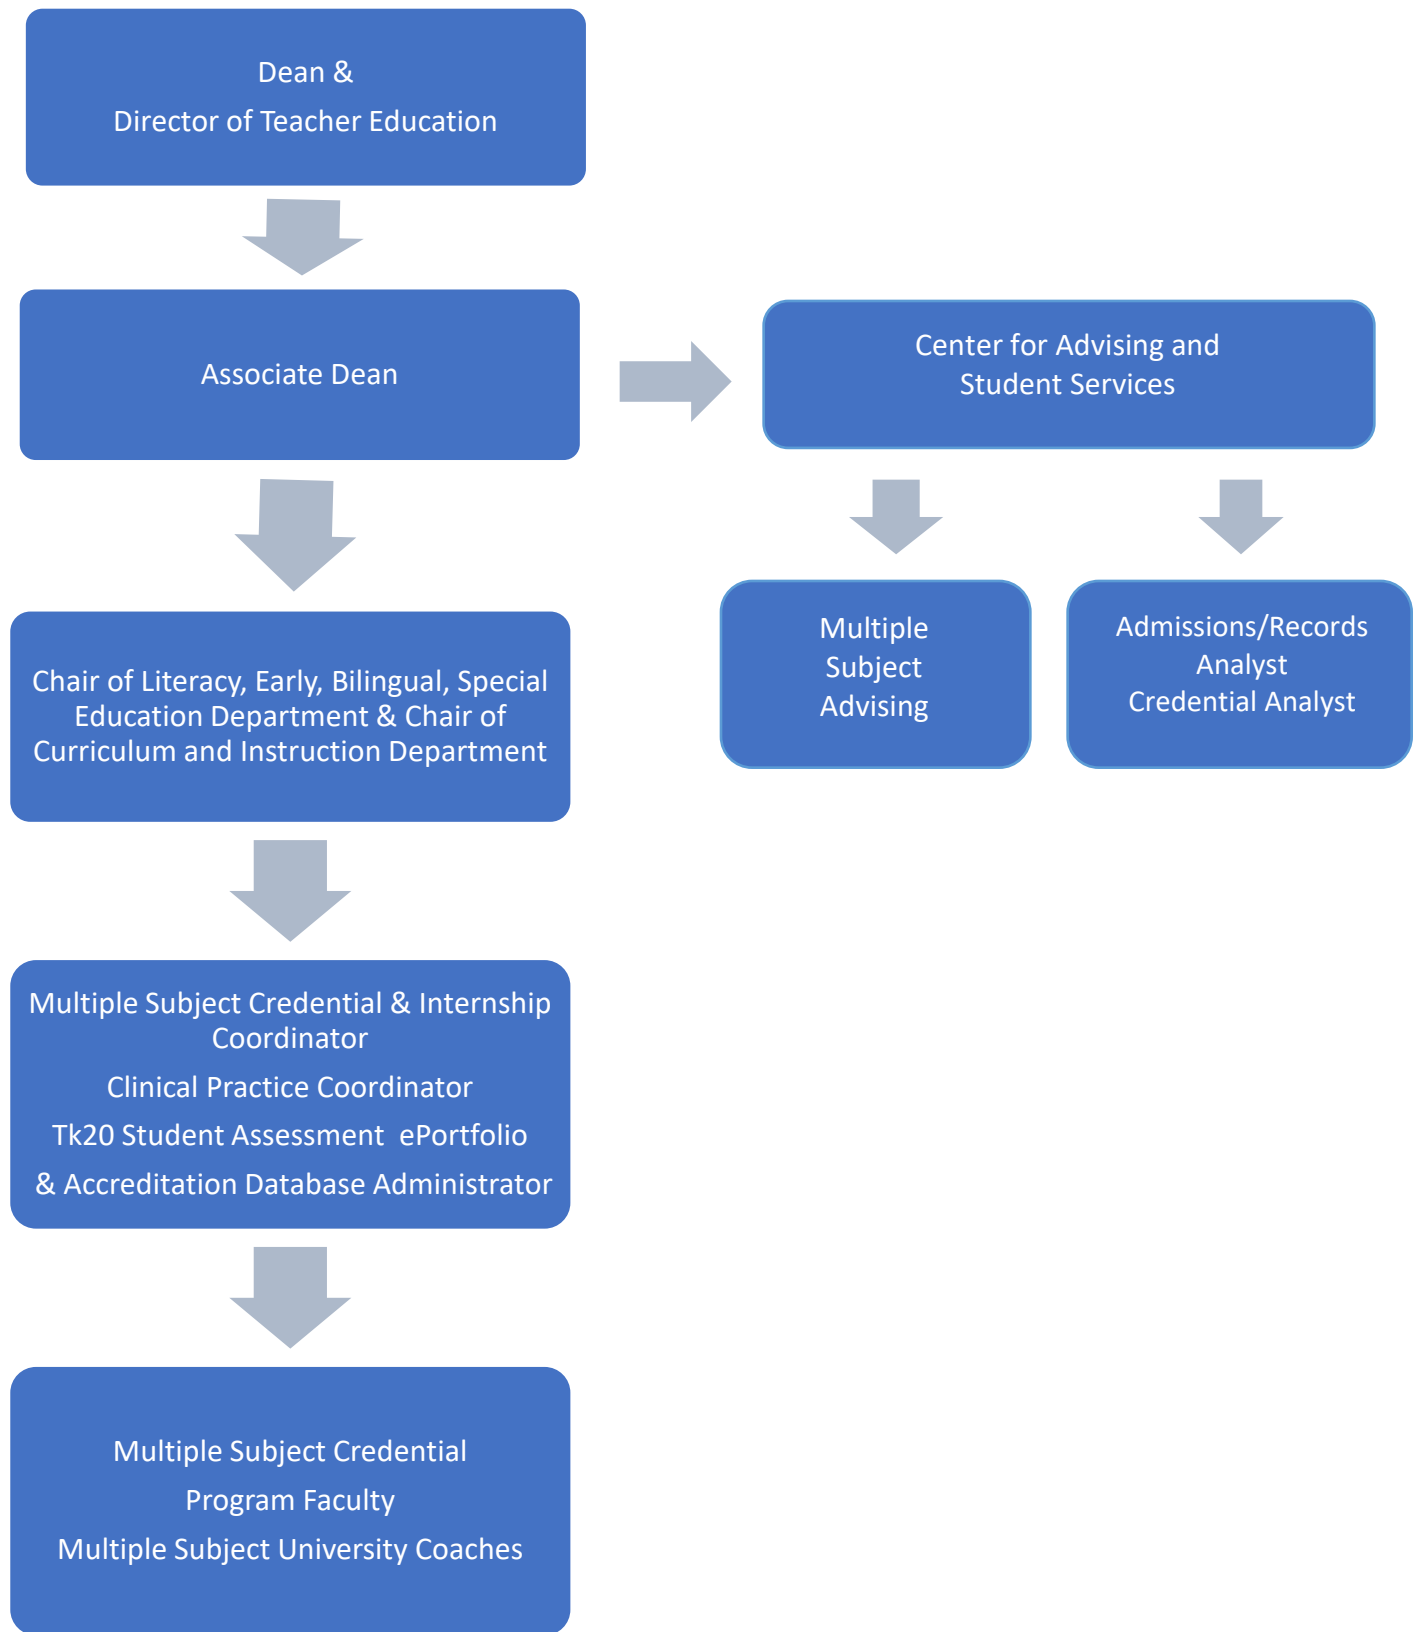 Dean &
Director of Teacher Education
Associate Dean
Center for Advising and
Student Services
Chair of Literacy, Early, Bilingual, Special
Education Department & Chair of
Curriculum and Instruction Department
Multiple
Subject
Advising
Admissions/Records
Analyst
Credential Analyst
Multiple Subject Credential & Internship
Coordinator
Clinical Practice Coordinator
Tk20 Student Assessment  ePortfolio
& Accreditation Database Administrator
Multiple Subject Credential
Program Faculty
Multiple Subject University Coaches